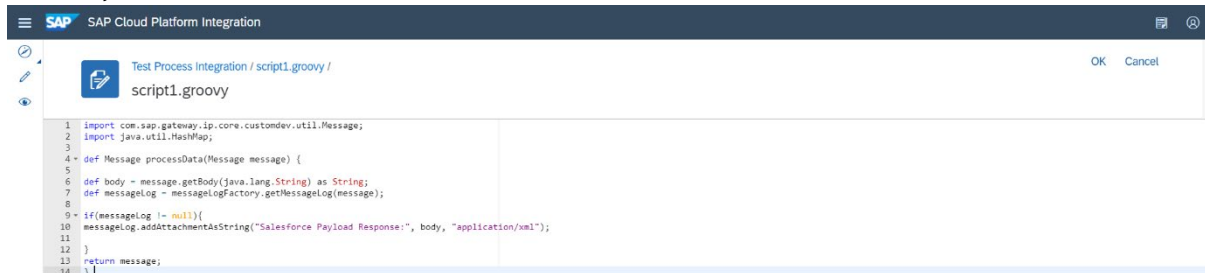 SAP SAP Cloud Platform Integration
Test Process Integration / script1.groovy /
OK Cancel
script1.groovy
1 import com.sap.gateway.ip.core.customdev.util.Message;
2 import java.util.HashMap;
3
4 def Message processData(Message message) {
5
6 def body = message.getBody(java.lang.String) as String;
7 def messageLog = messageLogFactory.getMessageLog(message);
8
9 if(messageLog != null){
10 messageLog.addAttachmentAsString("Salesforce Payload Response:", body, "application/xml");
11
12 }
13 return message;
14 }